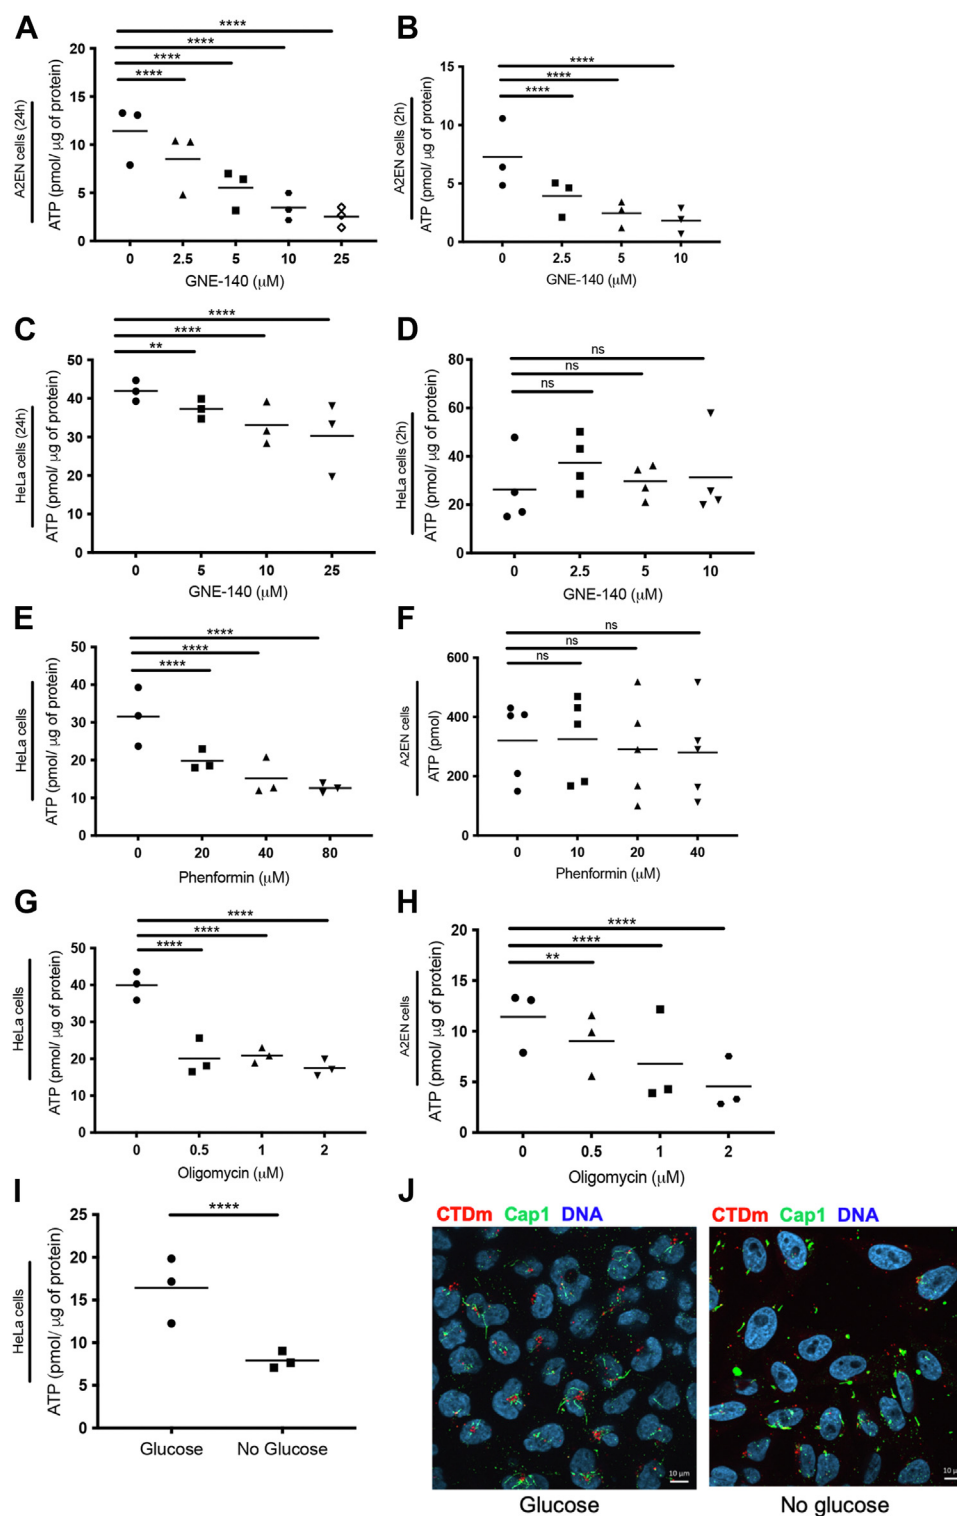 A
****
****
****
****
A2EN cells (24h)
ATP (pmol/ µg of protein)
20
15
10
5
0
0 2.5 5 10 25
GNE-140 (µM)
B
****
****
****
A2EN cells (2h)
ATP (pmol/ µg of protein)
15
10
5
0
0 2.5 5 10
GNE-140 (µM)
C
****
****
**
HeLa cells (24h)
ATP (pmol/ µg of protein)
50
40
30
20
10
0
0 5 10 25
GNE-140 (µM)
D
ns
ns
ns
HeLa cells (2h)
ATP (pmol/ µg of protein)
80
60
40
20
0
0 2.5 5 10
GNE-140 (µM)
E
****
****
****
HeLa cells
ATP (pmol/ µg of protein)
50
40
30
20
10
0
0 20 40 80
Phenformin (µM)
F
ns
ns
ns
A2EN cells
ATP (pmol)
600
400
200
0
0 10 20 40
Phenformin (µM)
G
****
****
****
HeLa cells
ATP (pmol/ µg of protein)
50
40
30
20
10
0
0 0.5 1 2
Oligomycin (µM)
H
****
****
**
A2EN cells
ATP (pmol/ µg of protein)
20
15
10
5
0
0 0.5 1 2
Oligomycin (µM)
I
****
HeLa cells
ATP (pmol/ µg of protein)
25
20
15
10
5
0
Glucose No Glucose
J
CTDm Cap1 DNA
10 µm
Glucose
CTDm Cap1 DNA
10 µ
No glucose